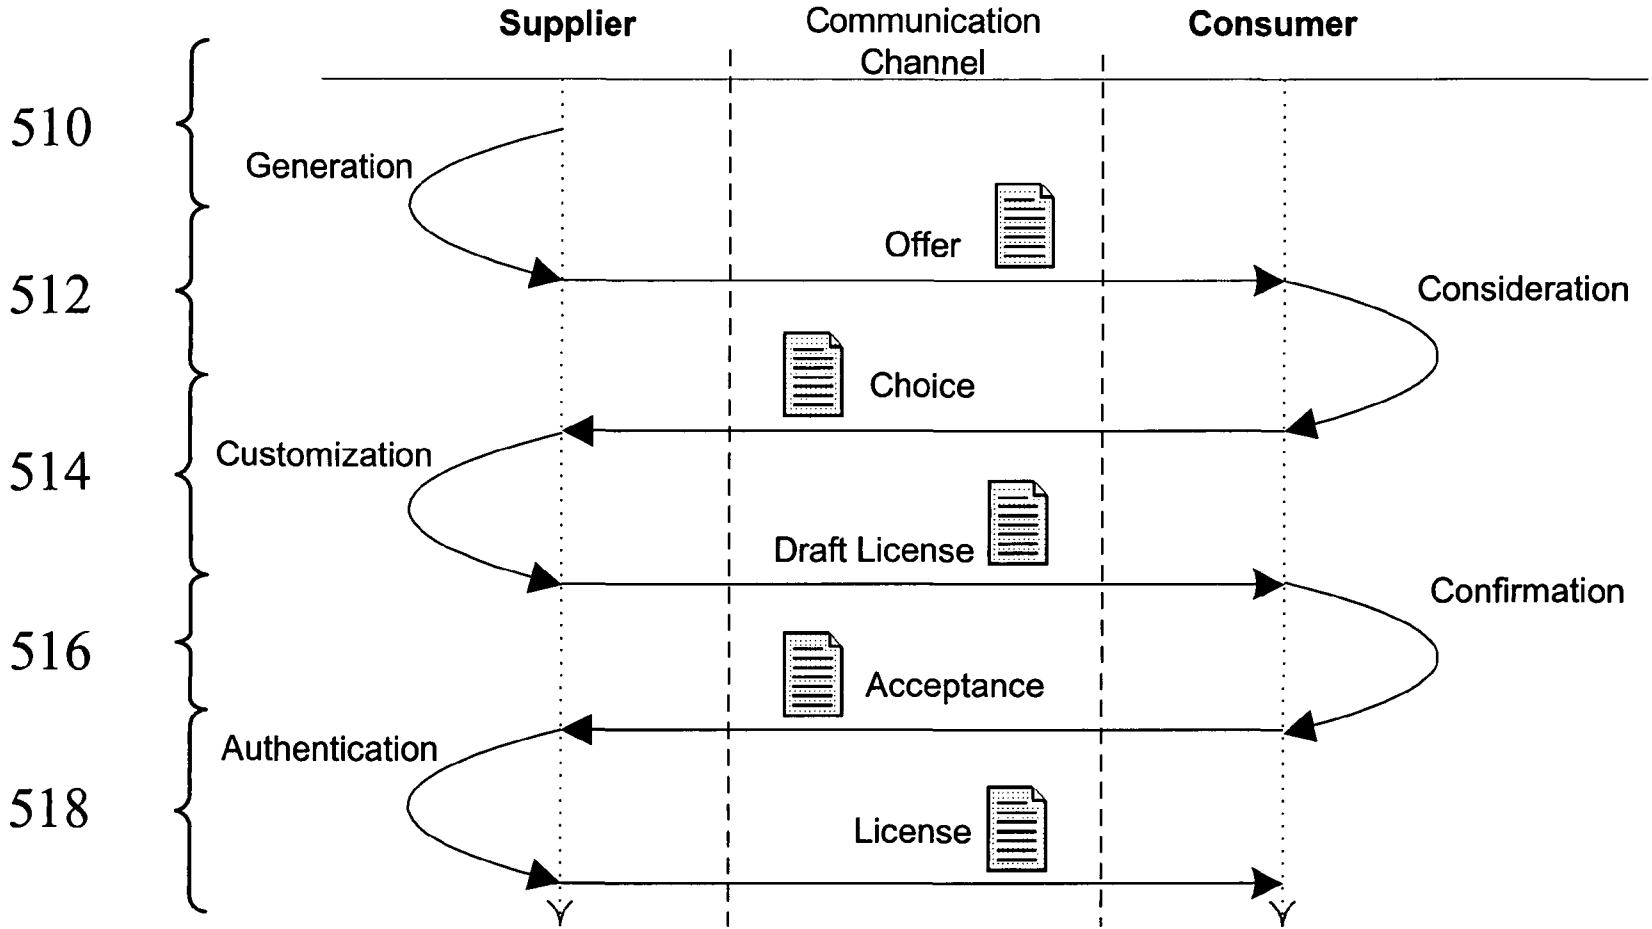 Supplier
Communication
Channel
Consumer
510
Generation
Offer
512
Consideration
Choice
Customization
514
Draft License
Confirmation
516
Acceptance
Authentication
518
License